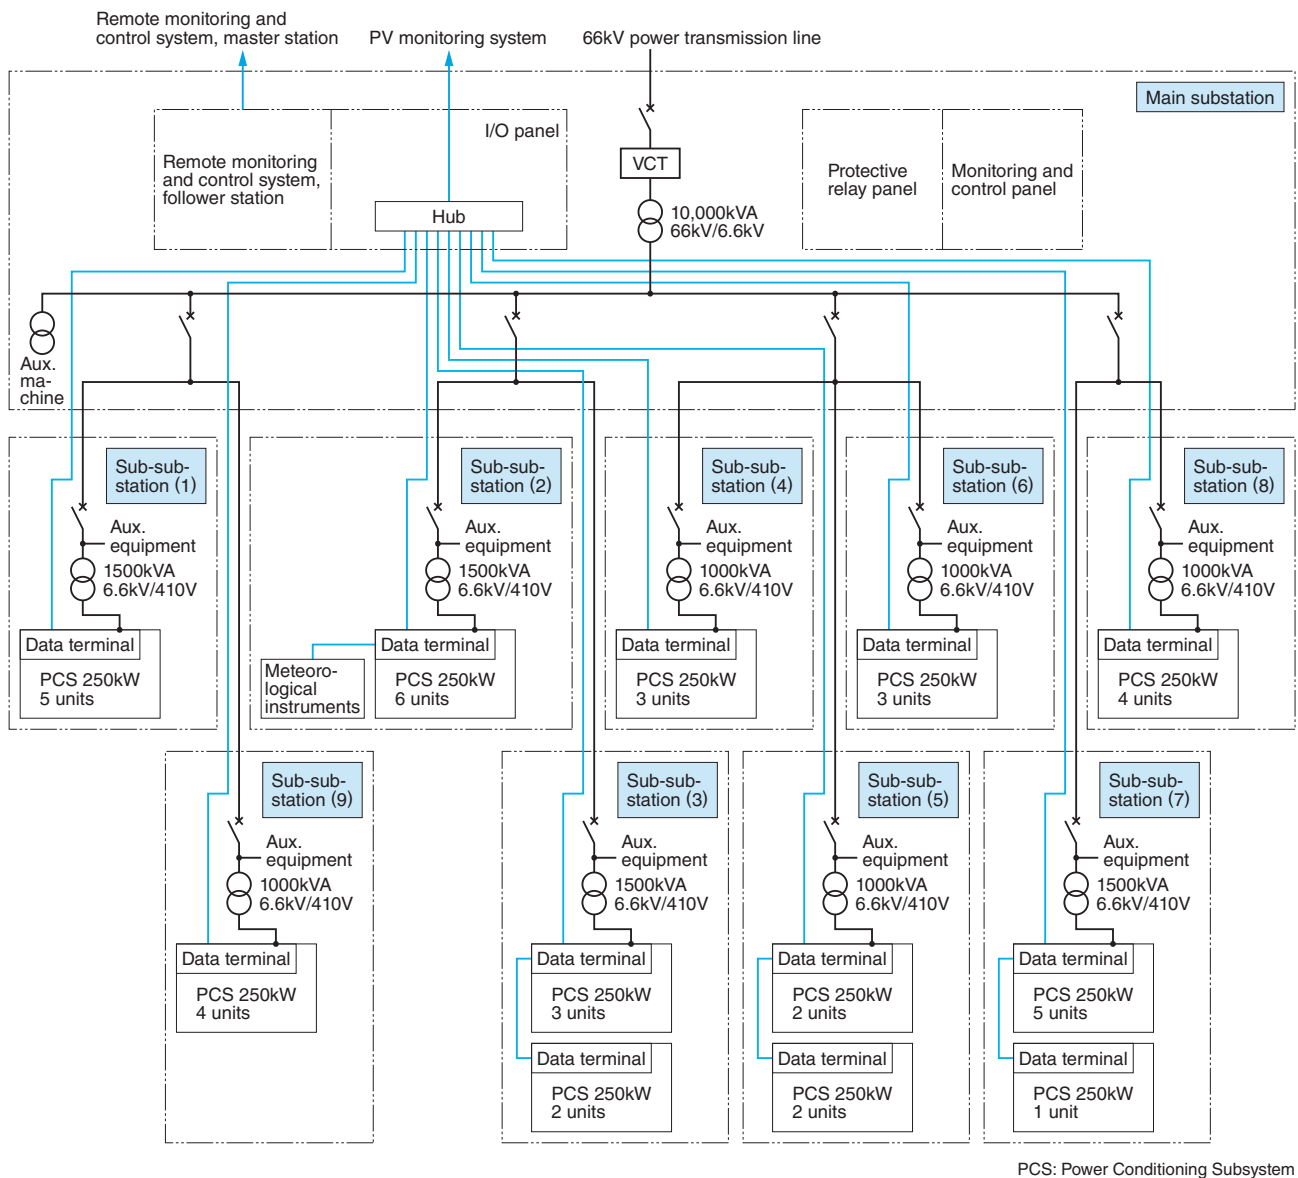 Remote monitoring and
control system, master station
PV monitoring system
66kV power transmission line
Main substation
I/O panel
Remote monitoring
and control system,
follower station
Hub
VCT
10,000kVA
66kV/6.6kV
Protective
relay panel
Monitoring and
control panel
Aux.
ma-
chine
Sub-sub-
station (1)
Aux.
equipment
1500kVA
6.6kV/410V
Data terminal
PCS 250kW
5 units
Sub-sub-
station (2)
Aux.
equipment
1500kVA
6.6kV/410V
Data terminal
PCS 250kW
6 units
Meteoro-
logical
instruments
Sub-sub-
station (4)
Aux.
equipment
1000kVA
6.6kV/410V
Data terminal
PCS 250kW
3 units
Sub-sub-
station (6)
Aux.
equipment
1000kVA
6.6kV/410V
Data terminal
PCS 250kW
3 units
Sub-sub-
station (8)
Aux.
equipment
1000kVA
6.6kV/410V
Data terminal
PCS 250kW
4 units
Sub-sub-
station (9)
Aux.
equipment
1000kVA
6.6kV/410V
Data terminal
PCS 250kW
4 units
Sub-sub-
station (3)
Aux.
equipment
1500kVA
6.6kV/410V
Data terminal
PCS 250kW
3 units
Data terminal
PCS 250kW
2 units
Sub-sub-
station (5)
Aux.
equipment
1000kVA
6.6kV/410V
Data terminal
PCS 250kW
2 units
Data terminal
PCS 250kW
2 units
Sub-sub-
station (7)
Aux.
equipment
1500kVA
6.6kV/410V
Data terminal
PCS 250kW
5 units
Data terminal
PCS 250kW
1 unit
PCS: Power Conditioning Subsystem